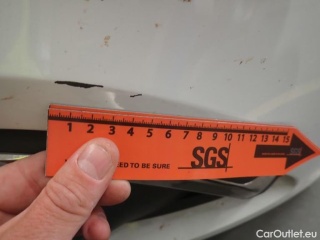 1 2 3 4 5 6 7 8 9 10 11 12 13 14 15
ED TO BE SURE SGS
CarOutlet.eu